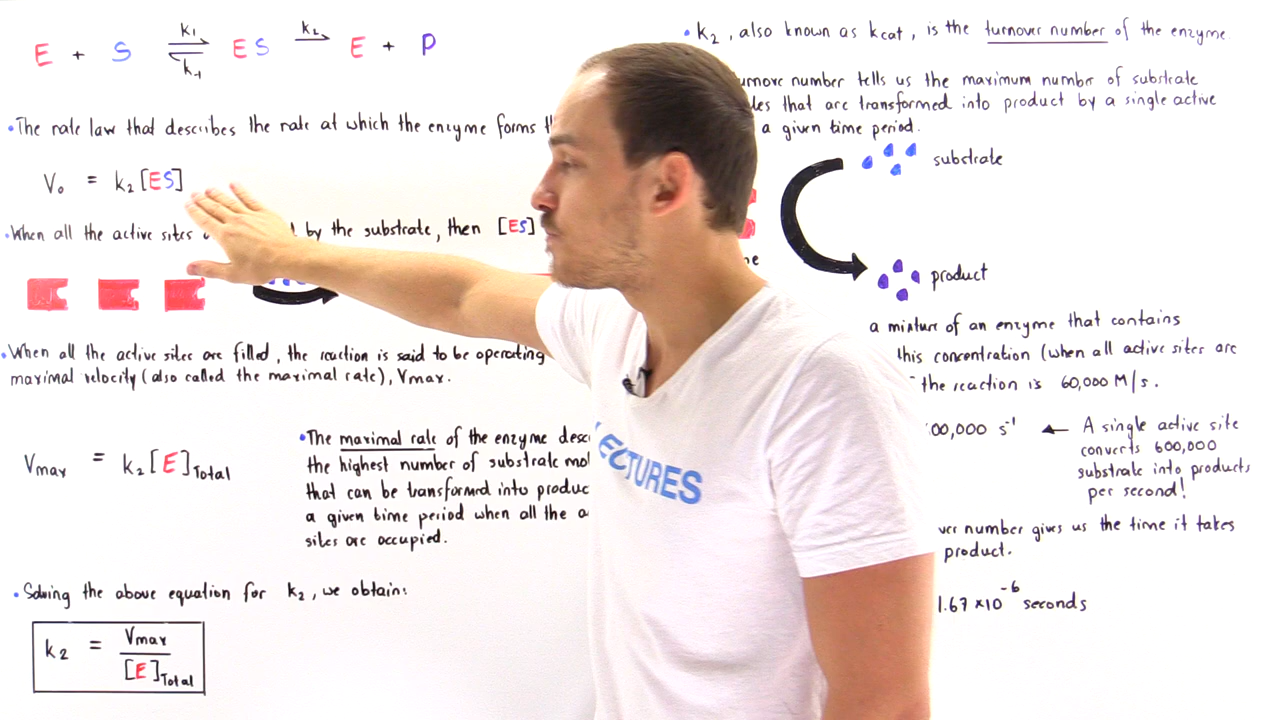 E + S k₁ k₋₁ ES k₂ E + P
• The rate law that describes the rate at which the enzyme forms
V₀ = k₂[ES]
• When all the active sites by the substrate, then [ES]
• When all the active sites are filled, the reaction is said to be operating
maximal velocity (also called the maximal rate), Vmax.
Vmax = k₂[E]Total
• The maximal rate of the enzyme
the highest number of substrate
that can be transformed into
a given time period when all the
sites are occupied.
• Solving the above equation for k₂, we obtain:
k₂ = Vmax / [E]Total
• k₂, also known as kcat, is the turnover number of the enzyme.
number tells us the maximum number of substrate
that are transformed into product by a single active
a given time period.
substrate
product
a mixture of an enzyme that contains
this concentration (when all active sites are
the reaction is 60,000 M/s.
00,000 s⁻¹ ← A single active site
converts 600,000
substrate into products
per second!
number gives us the time it takes
product.
1.67 × 10⁻⁶ seconds
LECTURES